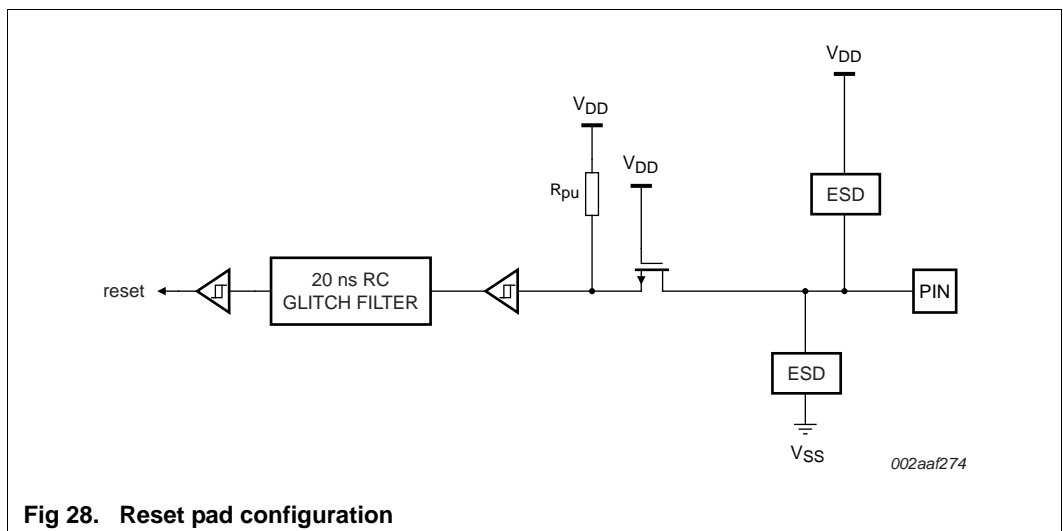 VDD
VDD
VDD
Rpu
ESD
reset
20 ns RC
GLITCH FILTER
PIN
ESD
VSS
002aaf274
Fig 28. Reset pad configuration